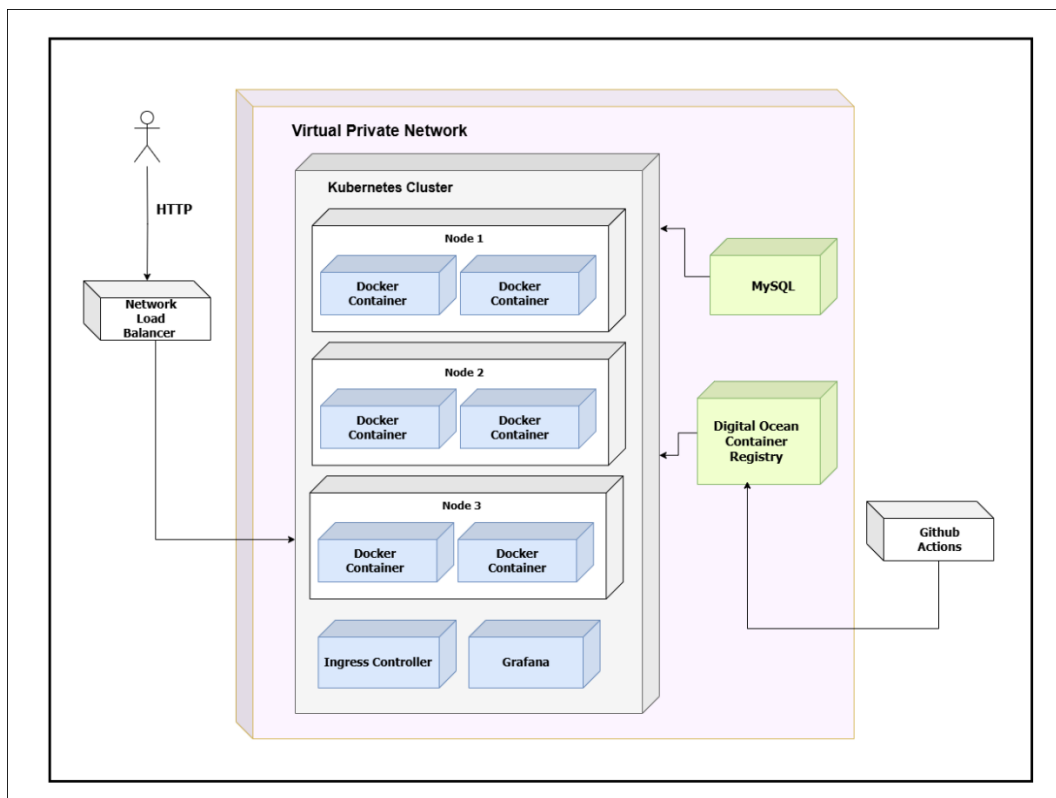 Virtual Private Network
HTTP
Kubernetes Cluster
Node 1
Docker
Container
Docker
Container
Network
Load
Balancer
MySQL
Node 2
Docker
Container
Docker
Container
Digital Ocean
Container
Registry
Node 3
Docker
Container
Docker
Container
Github
Actions
Ingress Controller
Grafana